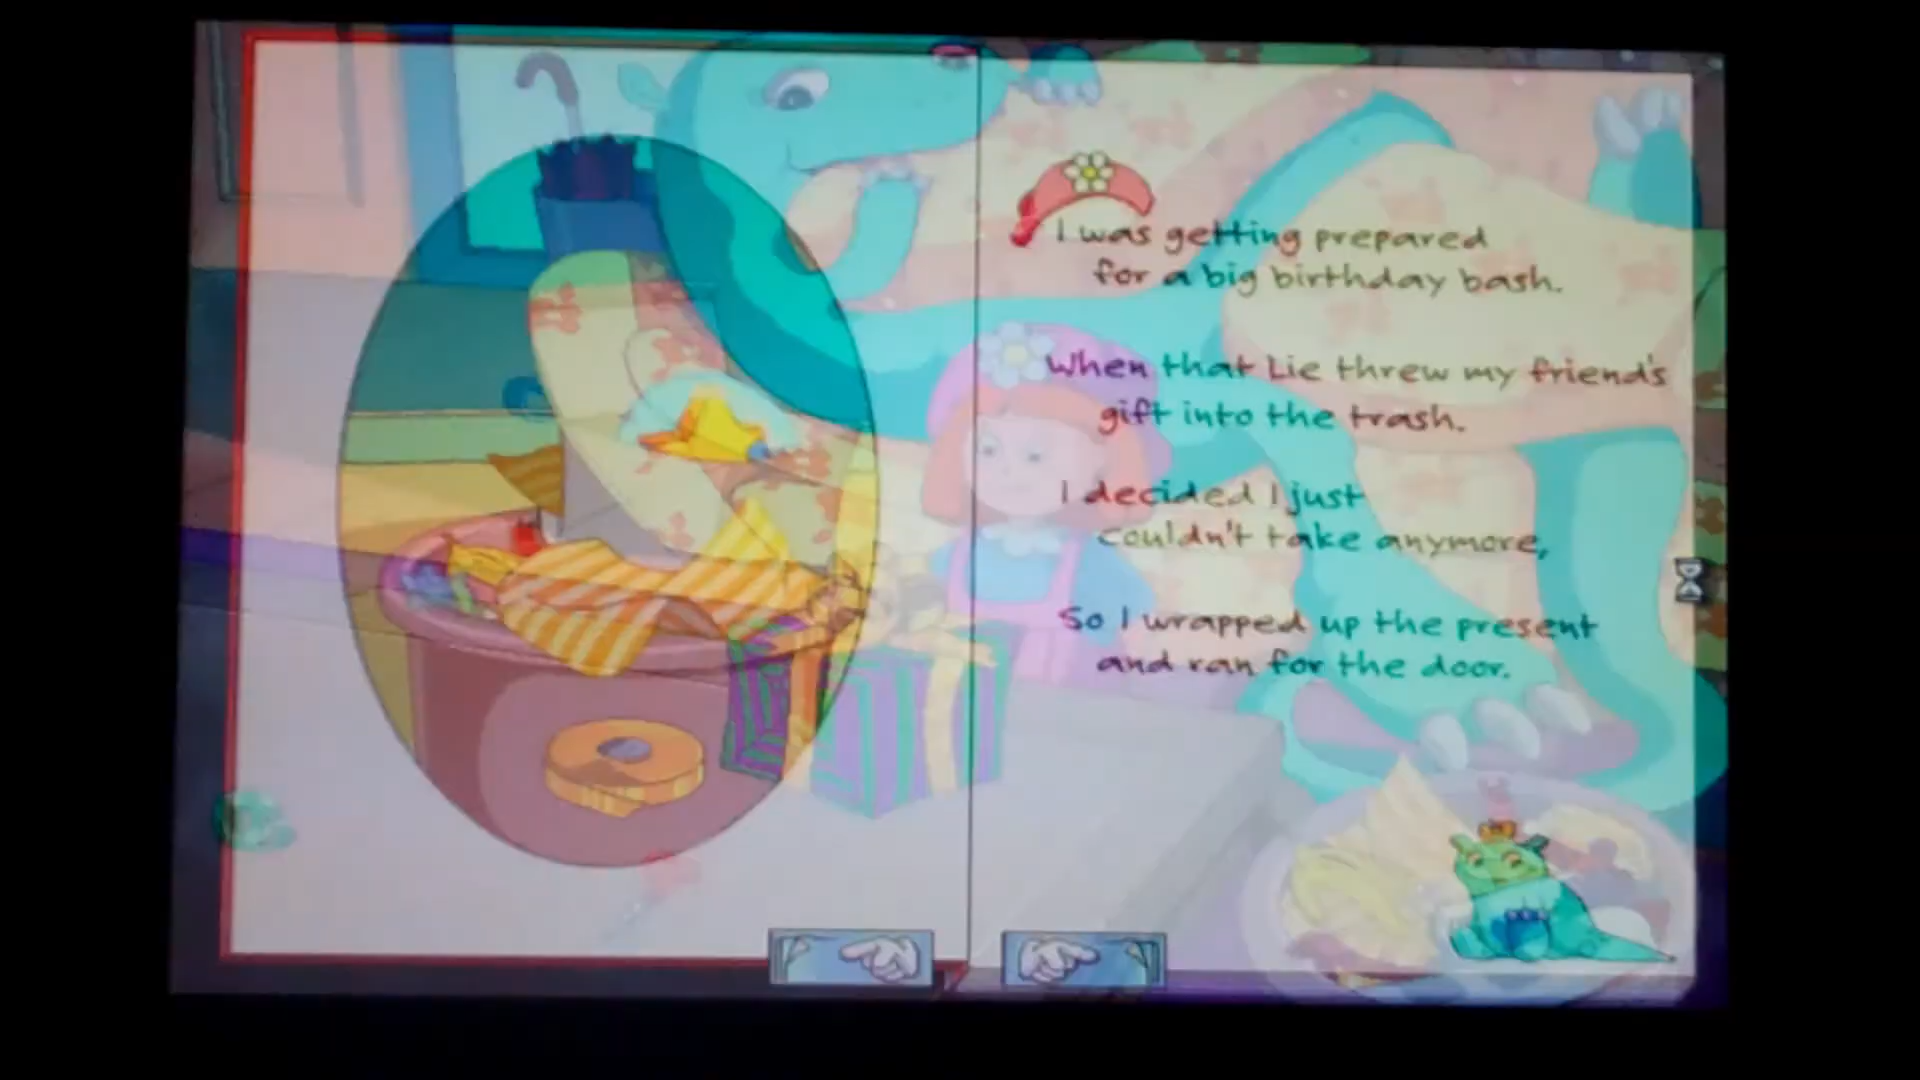 I was getting prepared
for a big birthday bash.
When that Lie threw my friend's
gift into the trash.
I decided I just
couldn't take anymore,
So I wrapped up the present
and ran for the door.